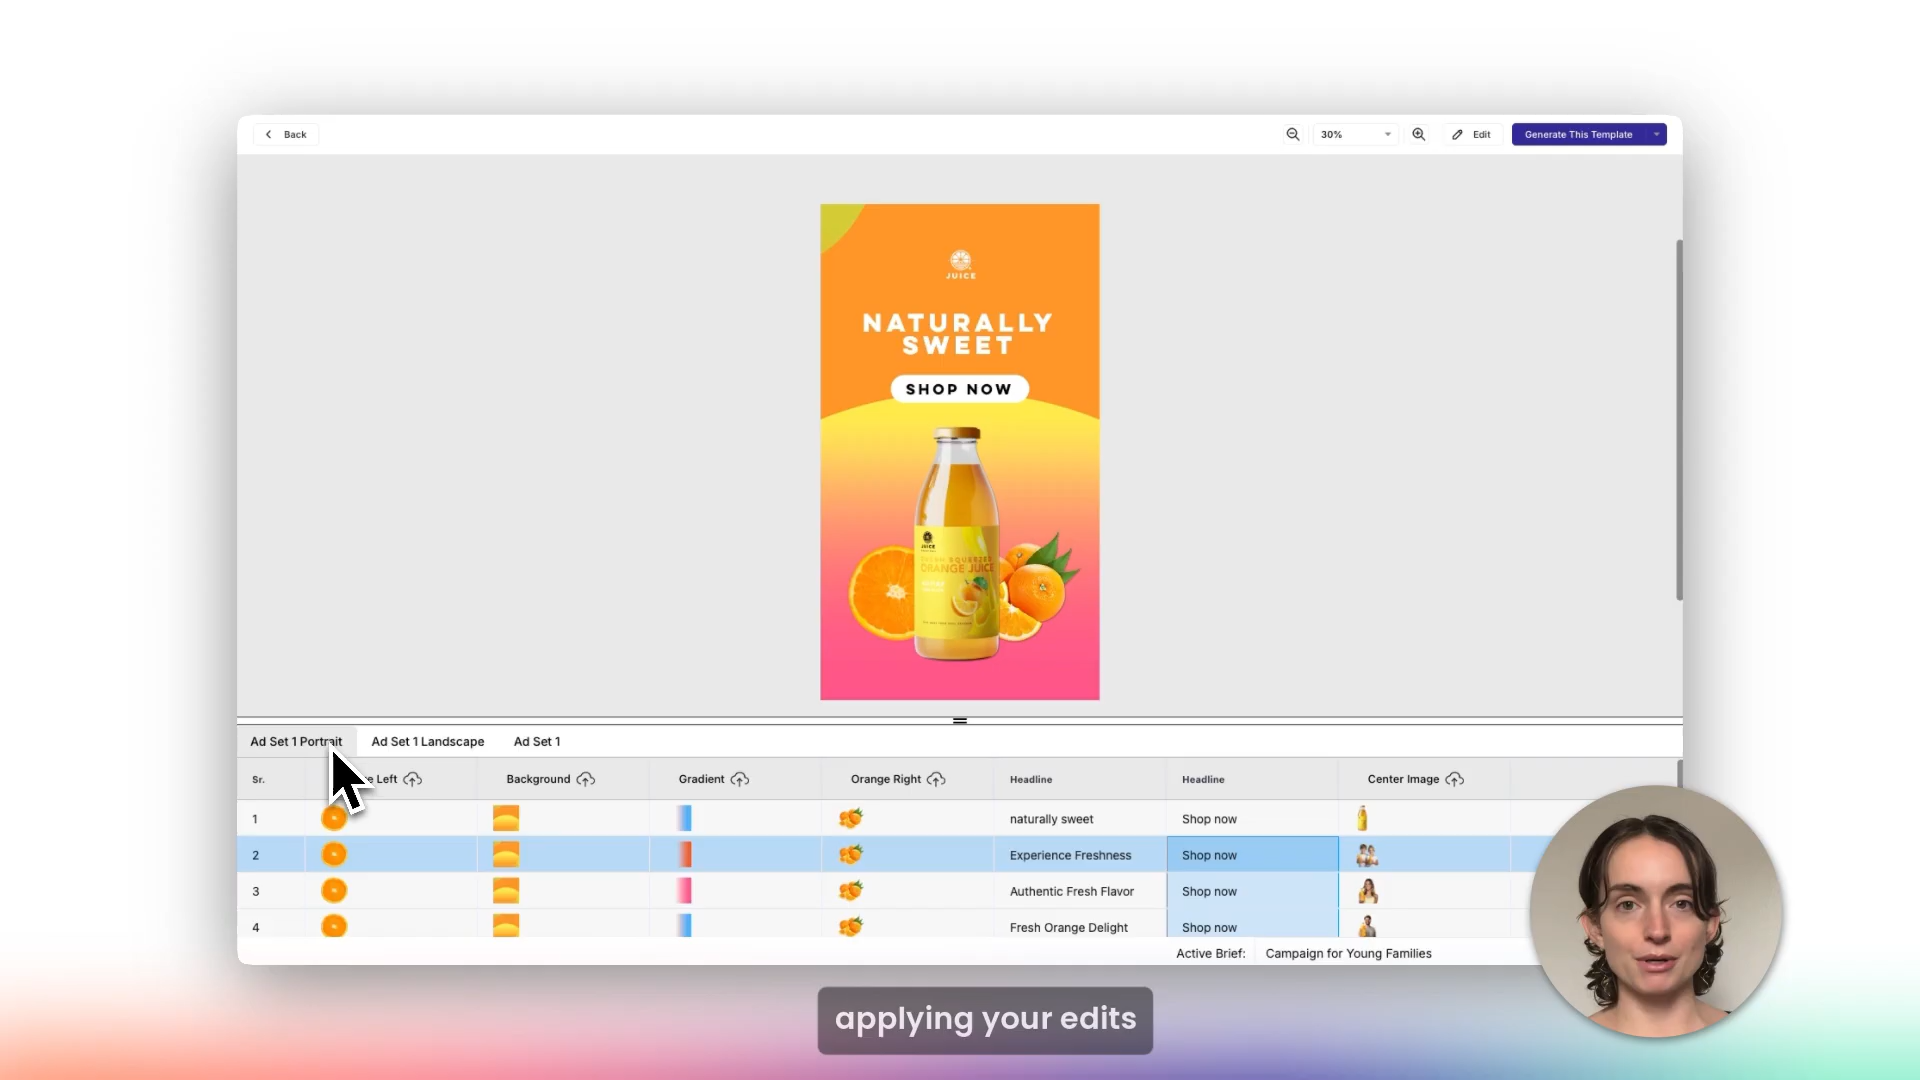 Back
30%
Edit
Generate This Template
JUICE
NATURALLY
SWEET
SHOP NOW
JUICE
FRESH SQUEEZED
ORANGE JUICE
Ad Set 1 Portrait
Ad Set 1 Landscape
Ad Set 1
Sr.
Left
Background
Gradient
Orange Right
Headline
Headline
Center Image
1
naturally sweet
Shop now
2
Experience Freshness
Shop now
3
Authentic Fresh Flavor
Shop now
4
Fresh Orange Delight
Shop now
Active Brief:
Campaign for Young Families
applying your edits